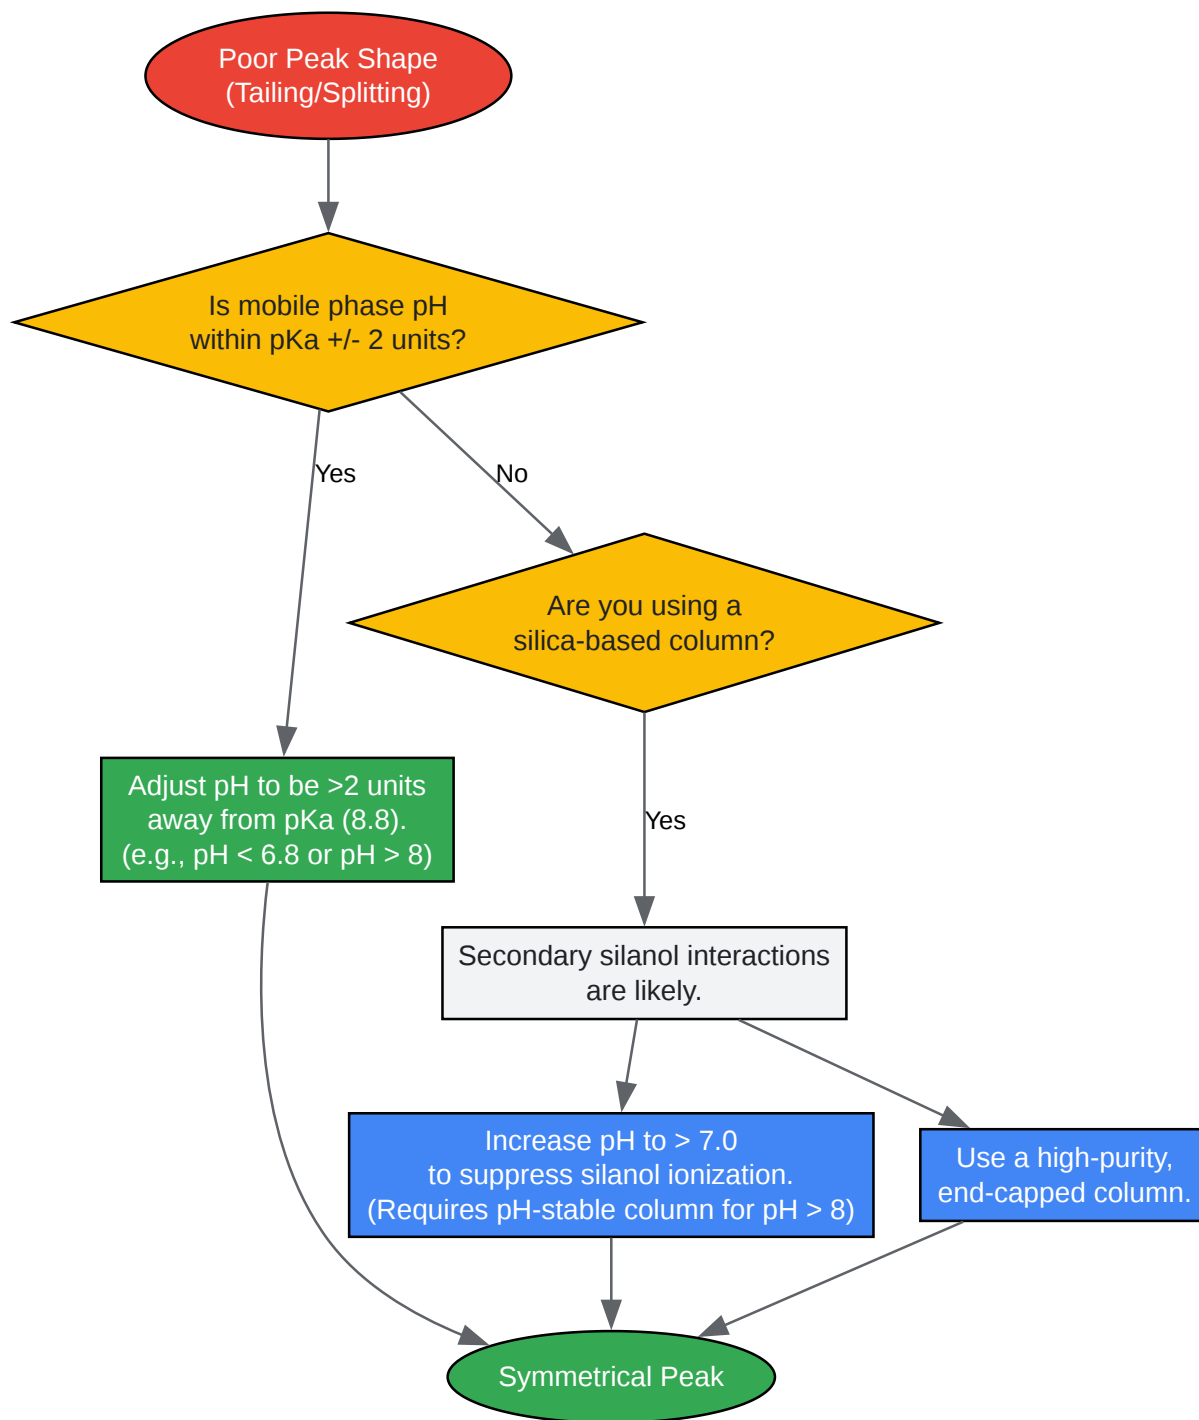 Poor Peak Shape
(Tailing/Splitting)
Is mobile phase pH
within pKa +/- 2 units?
Yes
No
Are you using a
silica-based column?
Adjust pH to be >2 units
away from pKa (8.8).
(e.g., pH < 6.8 or pH > 8)
Yes
Secondary silanol interactions
are likely.
Increase pH to > 7.0
to suppress silanol ionization.
(Requires pH-stable column for pH > 8)
Use a high-purity,
end-capped column.
Symmetrical Peak